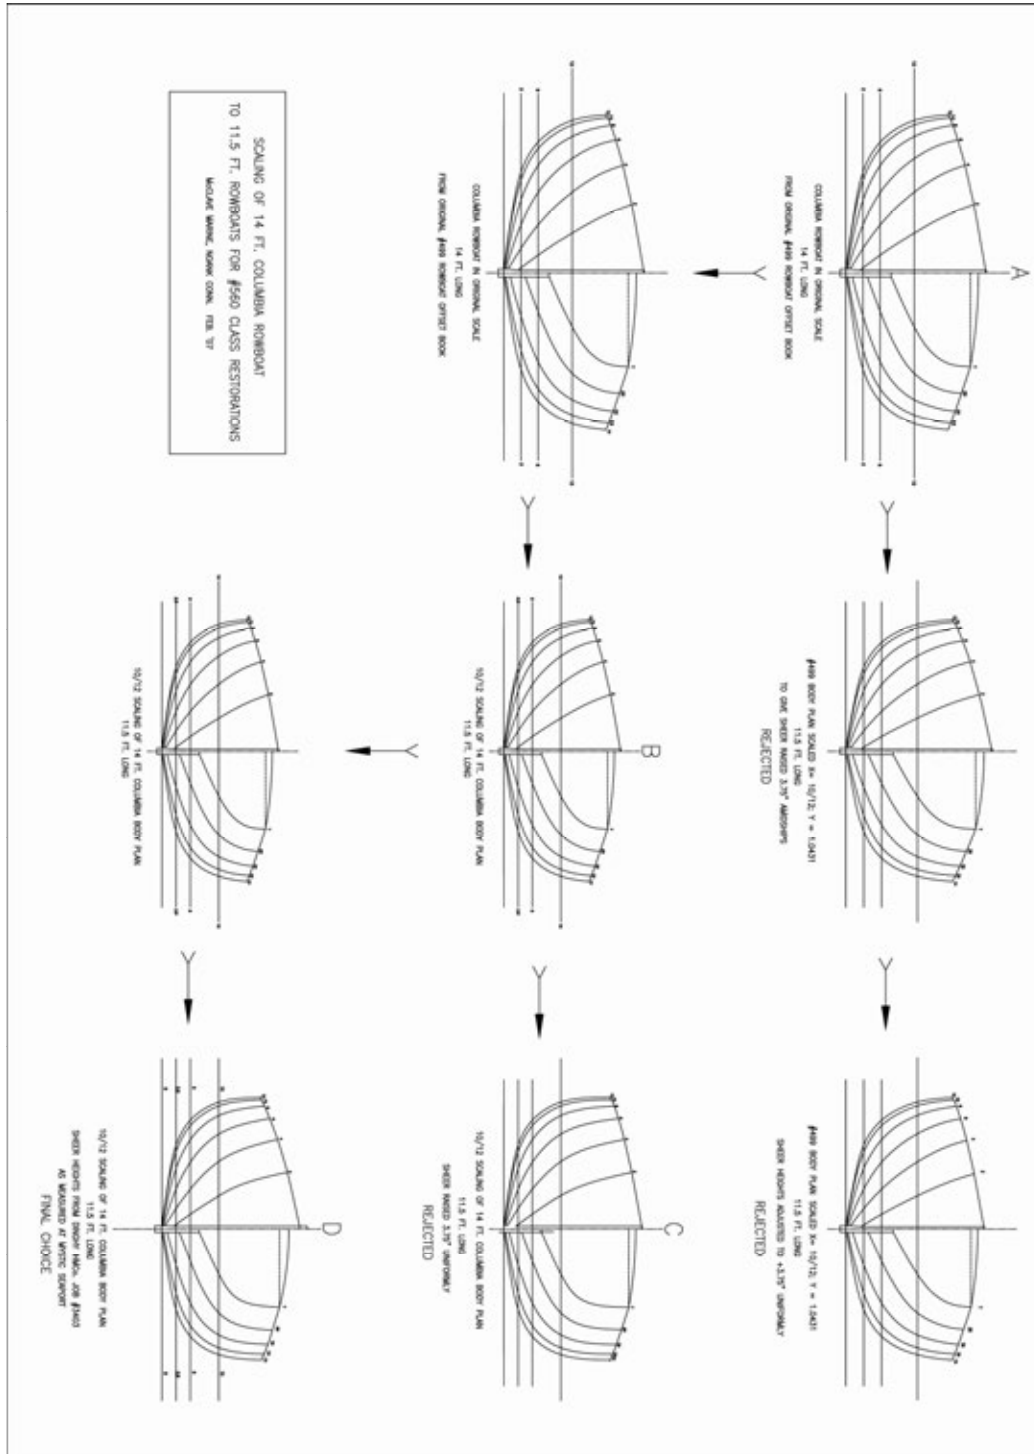 A
COLUMBIA ROWBOAT IN ORIGINAL SCALE
14 FT. LONG
FROM ORIGINAL #499 ROWBOAT OFFSET BOOK
#499 BODY PLAN SCALED X= 10/12; Y = 1.0431
11.5 FT. LONG
TO GIVE SHEER RAISED 3.75" AMIDSHIPS
REJECTED
#499 BODY PLAN SCALED X= 10/12; Y = 1.0431
11.5 FT. LONG
SHEER HEIGHTS ADJUSTED TO +3.75" UNIFORMLY
REJECTED
COLUMBIA ROWBOAT IN ORIGINAL SCALE
14 FT. LONG
FROM ORIGINAL #499 ROWBOAT OFFSET BOOK
B
10/12 SCALING OF 14 FT. COLUMBIA BODY PLAN
11.5 FT. LONG
C
10/12 SCALING OF 14 FT. COLUMBIA BODY PLAN
11.5 FT. LONG
SHEER RAISED 3.75" UNIFORMLY
REJECTED
SCALING OF 14 FT. COLUMBIA ROWBOAT
TO 11.5 FT. ROWBOATS FOR #560 CLASS RESTORATIONS
McCLAVE MARINE, NOANK CONN. FEB. '07
10/12 SCALING OF 14 FT. COLUMBIA BODY PLAN
11.5 FT. LONG
D
10/12 SCALING OF 14 FT. COLUMBIA BODY PLAN
11.5 FT. LONG
SHEER HEIGHTS FROM DINGHY HMCo. JOB
AS MEASURED AT MYSTIC SEAPORT
FINAL CHOICE